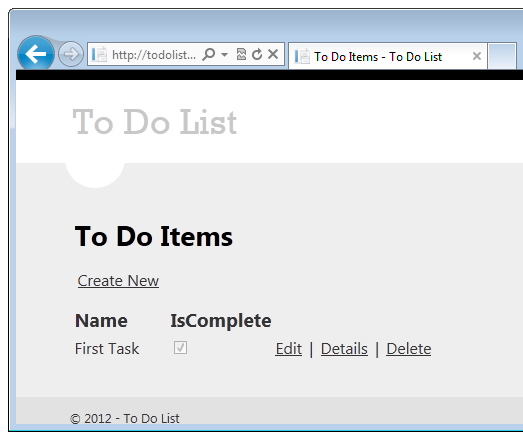 http://todolist...
To Do Items - To Do List
To Do List
To Do Items
Create New
Name IsComplete
First Task Edit | Details | Delete
© 2012 - To Do List